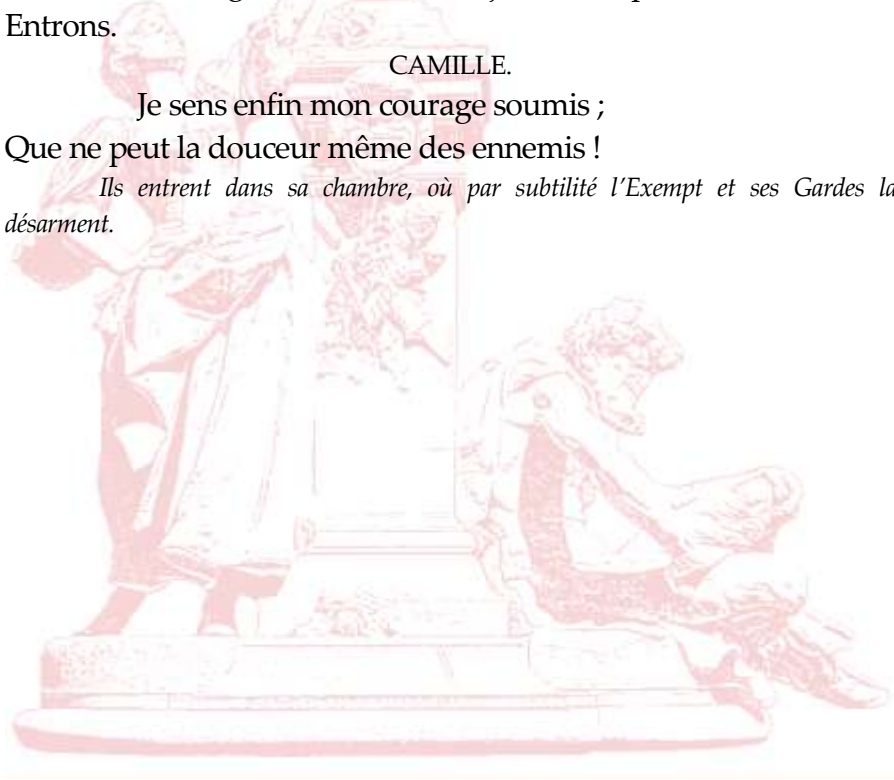 Entrons.
CAMILLE.
Je sens enfin mon courage soumis ;
Que ne peut la douceur même des ennemis !
Ils entrent dans sa chambre, où par subtilité l’Exempt et ses Gardes la
désarment.